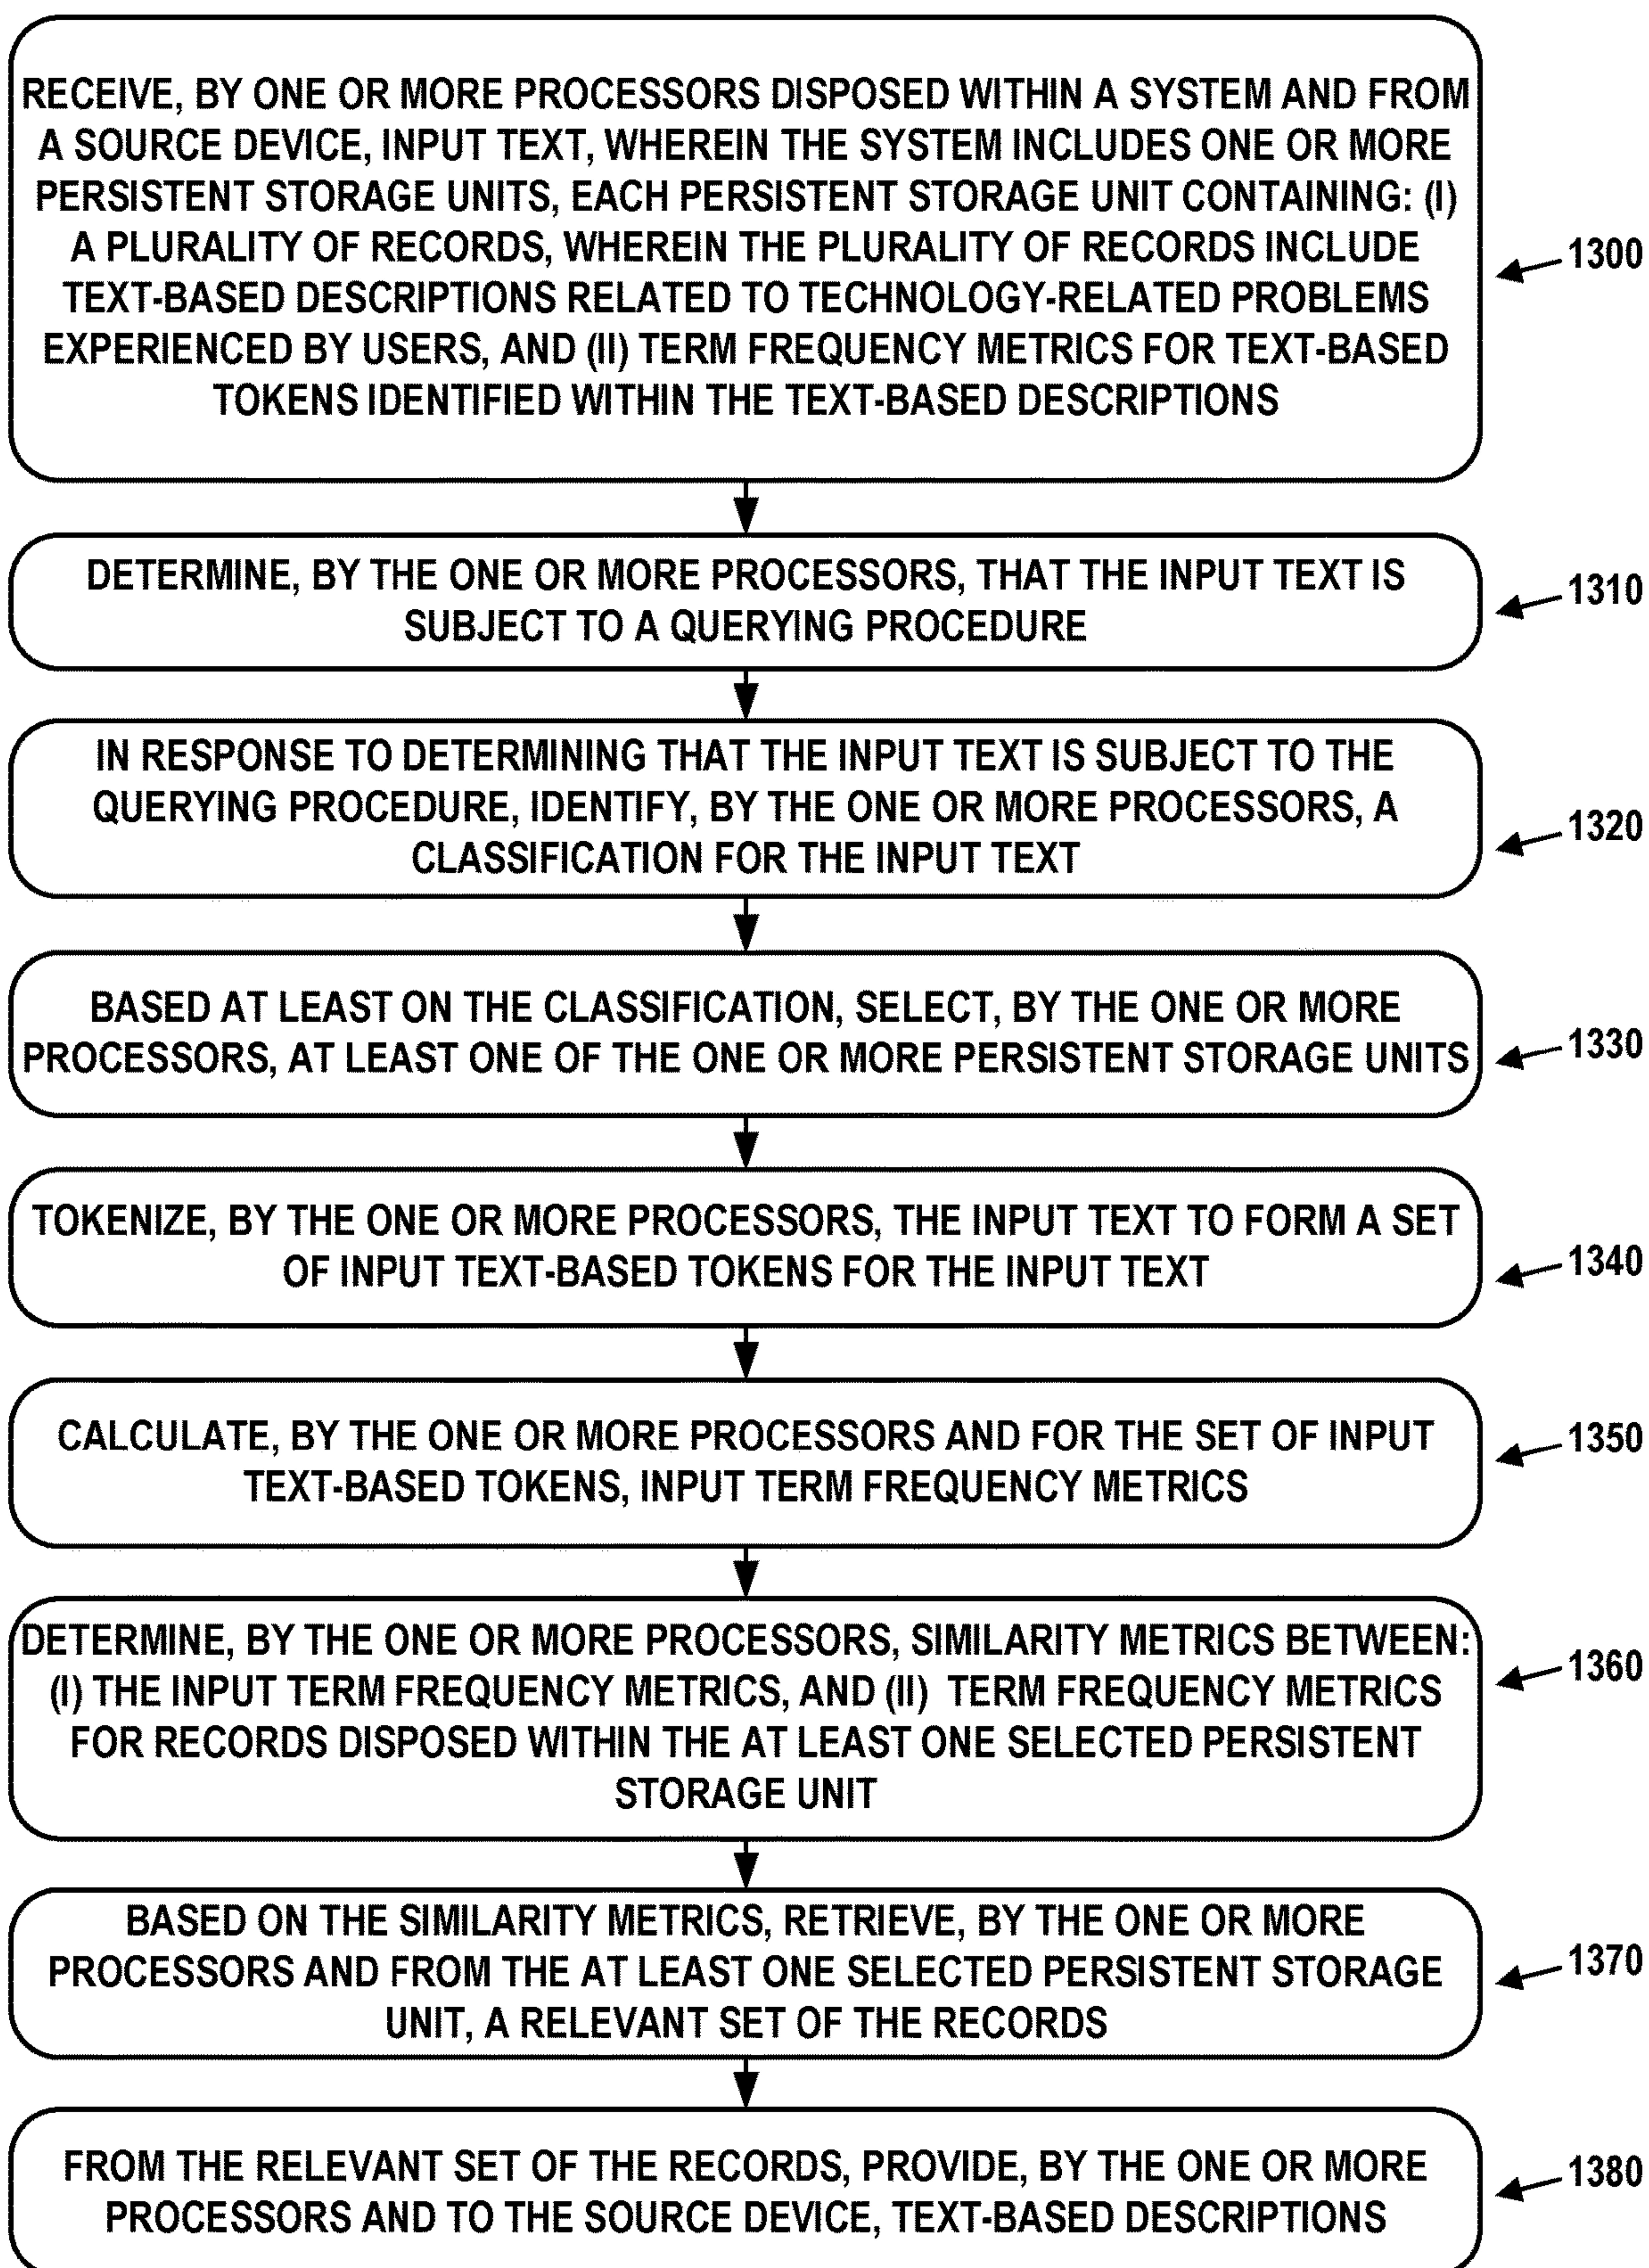 RECEIVE, BY ONE OR MORE PROCESSORS DISPOSED WITHIN A SYSTEM AND FROM
A SOURCE DEVICE, INPUT TEXT, WHEREIN THE SYSTEM INCLUDES ONE OR MORE
PERSISTENT STORAGE UNITS, EACH PERSISTENT STORAGE UNIT CONTAINING: (I)
A PLURALITY OF RECORDS, WHEREIN THE PLURALITY OF RECORDS INCLUDE
TEXT-BASED DESCRIPTIONS RELATED TO TECHNOLOGY-RELATED PROBLEMS
EXPERIENCED BY USERS, AND (II) TERM FREQUENCY METRICS FOR TEXT-BASED
TOKENS IDENTIFIED WITHIN THE TEXT-BASED DESCRIPTIONS
1300
DETERMINE, BY THE ONE OR MORE PROCESSORS, THAT THE INPUT TEXT IS
SUBJECT TO A QUERYING PROCEDURE
1310
IN RESPONSE TO DETERMINING THAT THE INPUT TEXT IS SUBJECT TO THE
QUERYING PROCEDURE, IDENTIFY, BY THE ONE OR MORE PROCESSORS, A
CLASSIFICATION FOR THE INPUT TEXT
1320
BASED AT LEAST ON THE CLASSIFICATION, SELECT, BY THE ONE OR MORE
PROCESSORS, AT LEAST ONE OF THE ONE OR MORE PERSISTENT STORAGE UNITS
1330
TOKENIZE, BY THE ONE OR MORE PROCESSORS, THE INPUT TEXT TO FORM A SET
OF INPUT TEXT-BASED TOKENS FOR THE INPUT TEXT
1340
CALCULATE, BY THE ONE OR MORE PROCESSORS AND FOR THE SET OF INPUT
TEXT-BASED TOKENS, INPUT TERM FREQUENCY METRICS
1350
DETERMINE, BY THE ONE OR MORE PROCESSORS, SIMILARITY METRICS BETWEEN:
(I) THE INPUT TERM FREQUENCY METRICS, AND (II) TERM FREQUENCY METRICS
FOR RECORDS DISPOSED WITHIN THE AT LEAST ONE SELECTED PERSISTENT
STORAGE UNIT
1360
BASED ON THE SIMILARITY METRICS, RETRIEVE, BY THE ONE OR MORE
PROCESSORS AND FROM THE AT LEAST ONE SELECTED PERSISTENT STORAGE
UNIT, A RELEVANT SET OF THE RECORDS
1370
FROM THE RELEVANT SET OF THE RECORDS, PROVIDE, BY THE ONE OR MORE
PROCESSORS AND TO THE SOURCE DEVICE, TEXT-BASED DESCRIPTIONS
1380